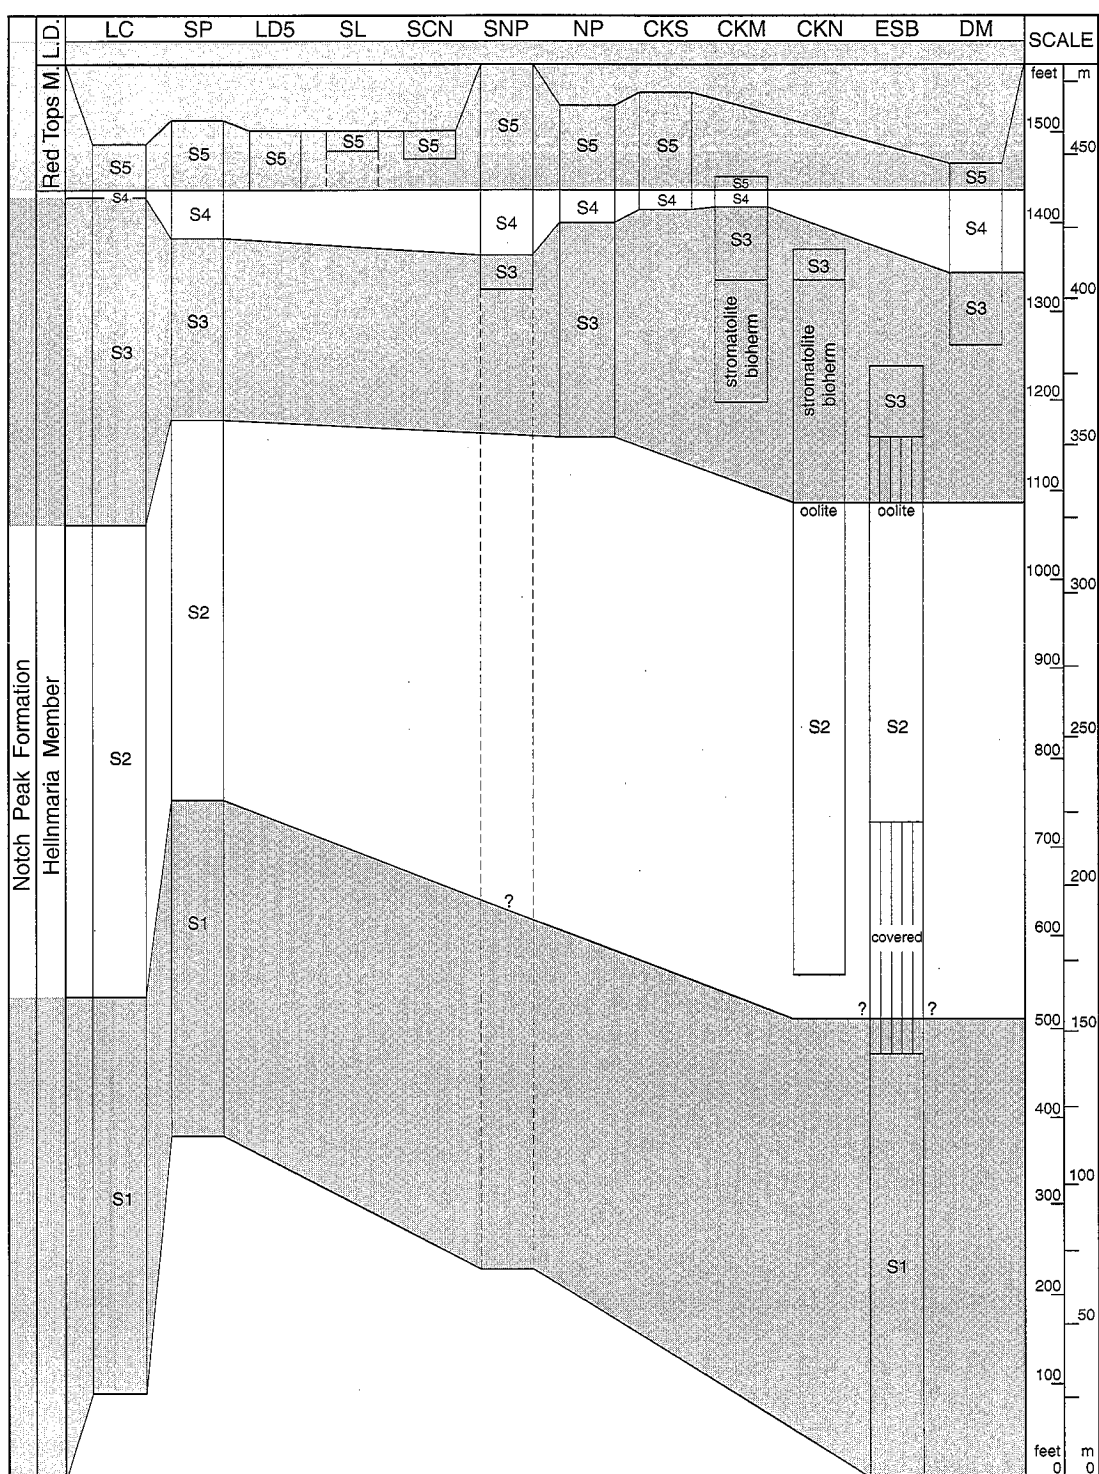 LC SP LD5 SL SCN SNP NP CKS CKM CKN ESB DM SCALE
L.D.
feet m
Red Tops M.
S5
1500
S5 S5
450
S5 S5 S5 S5
S5 S5 S5
S4 S4 S4
S4 S4 S4 S4
1400
S3
S3 S3
400
1300
S3 S3 S3
stromatolite
bioherm
stromatolite
bioherm
S3
1200
S3
350
1100
oolite oolite
1000
300
S2
900
Notch Peak Formation
Hellnmaria Member
S2 S2 S2
250
800
700
200
?
S1
600
covered
? ?
500
150
400
100
S1
300
S1
200
50
100
feet m
0 0